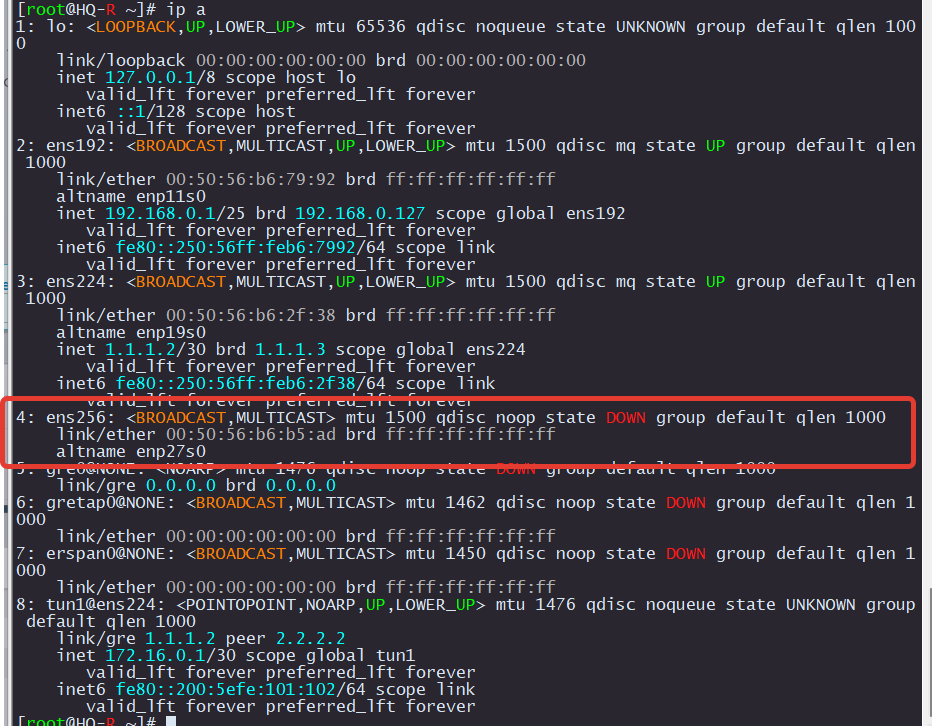 [root@HQ-R ~]# ip a
1: lo: <LOOPBACK,UP,LOWER_UP> mtu 65536 qdisc noqueue state UNKNOWN group default qlen 100
0
    link/loopback 00:00:00:00:00:00 brd 00:00:00:00:00:00
    inet 127.0.0.1/8 scope host lo
       valid_lft forever preferred_lft forever
    inet6 ::1/128 scope host
       valid_lft forever preferred_lft forever
2: ens192: <BROADCAST,MULTICAST,UP,LOWER_UP> mtu 1500 qdisc mq state UP group default qlen
 1000
    link/ether 00:50:56:b6:79:92 brd ff:ff:ff:ff:ff:ff
    altname enp11s0
    inet 192.168.0.1/25 brd 192.168.0.127 scope global ens192
       valid_lft forever preferred_lft forever
    inet6 fe80::250:56ff:feb6:7992/64 scope link
       valid_lft forever preferred_lft forever
3: ens224: <BROADCAST,MULTICAST,UP,LOWER_UP> mtu 1500 qdisc mq state UP group default qlen
 1000
    link/ether 00:50:56:b6:2f:38 brd ff:ff:ff:ff:ff:ff
    altname enp19s0
    inet 1.1.1.2/30 brd 1.1.1.3 scope global ens224
       valid_lft forever preferred_lft forever
    inet6 fe80::250:56ff:feb6:2f38/64 scope link
       valid_lft forever preferred_lft forever
4: ens256: <BROADCAST,MULTICAST> mtu 1500 qdisc noop state DOWN group default qlen 1000
    link/ether 00:50:56:b6:b5:ad brd ff:ff:ff:ff:ff:ff
    altname enp27s0
5: gre0@NONE: <NOARP> mtu 1476 qdisc noop state DOWN group default qlen 1000
    link/gre 0.0.0.0 brd 0.0.0.0
6: gretap0@NONE: <BROADCAST,MULTICAST> mtu 1462 qdisc noop state DOWN group default qlen 1
000
    link/ether 00:00:00:00:00:00 brd ff:ff:ff:ff:ff:ff
7: erspan0@NONE: <BROADCAST,MULTICAST> mtu 1450 qdisc noop state DOWN group default qlen 1
000
    link/ether 00:00:00:00:00:00 brd ff:ff:ff:ff:ff:ff
8: tun1@ens224: <POINTOPOINT,NOARP,UP,LOWER_UP> mtu 1476 qdisc noqueue state UNKNOWN group
 default qlen 1000
    link/gre 1.1.1.2 peer 2.2.2.2
    inet 172.16.0.1/30 scope global tun1
       valid_lft forever preferred_lft forever
    inet6 fe80::200:5efe:101:102/64 scope link
       valid_lft forever preferred_lft forever
[root@HQ-R ~]#